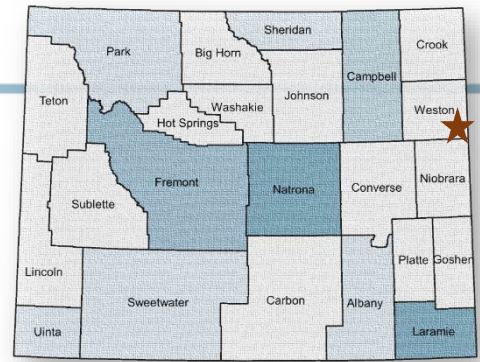 Sheridan
Park
Big Horn
Crook
Campbell
Teton
Johnson
Washakie
Weston
Hot Springs
Fremont
Natrona
Converse
Niobrara
Sublette
Platte
Goshen
Lincoln
Sweetwater
Carbon
Albany
Uinta
Laramie